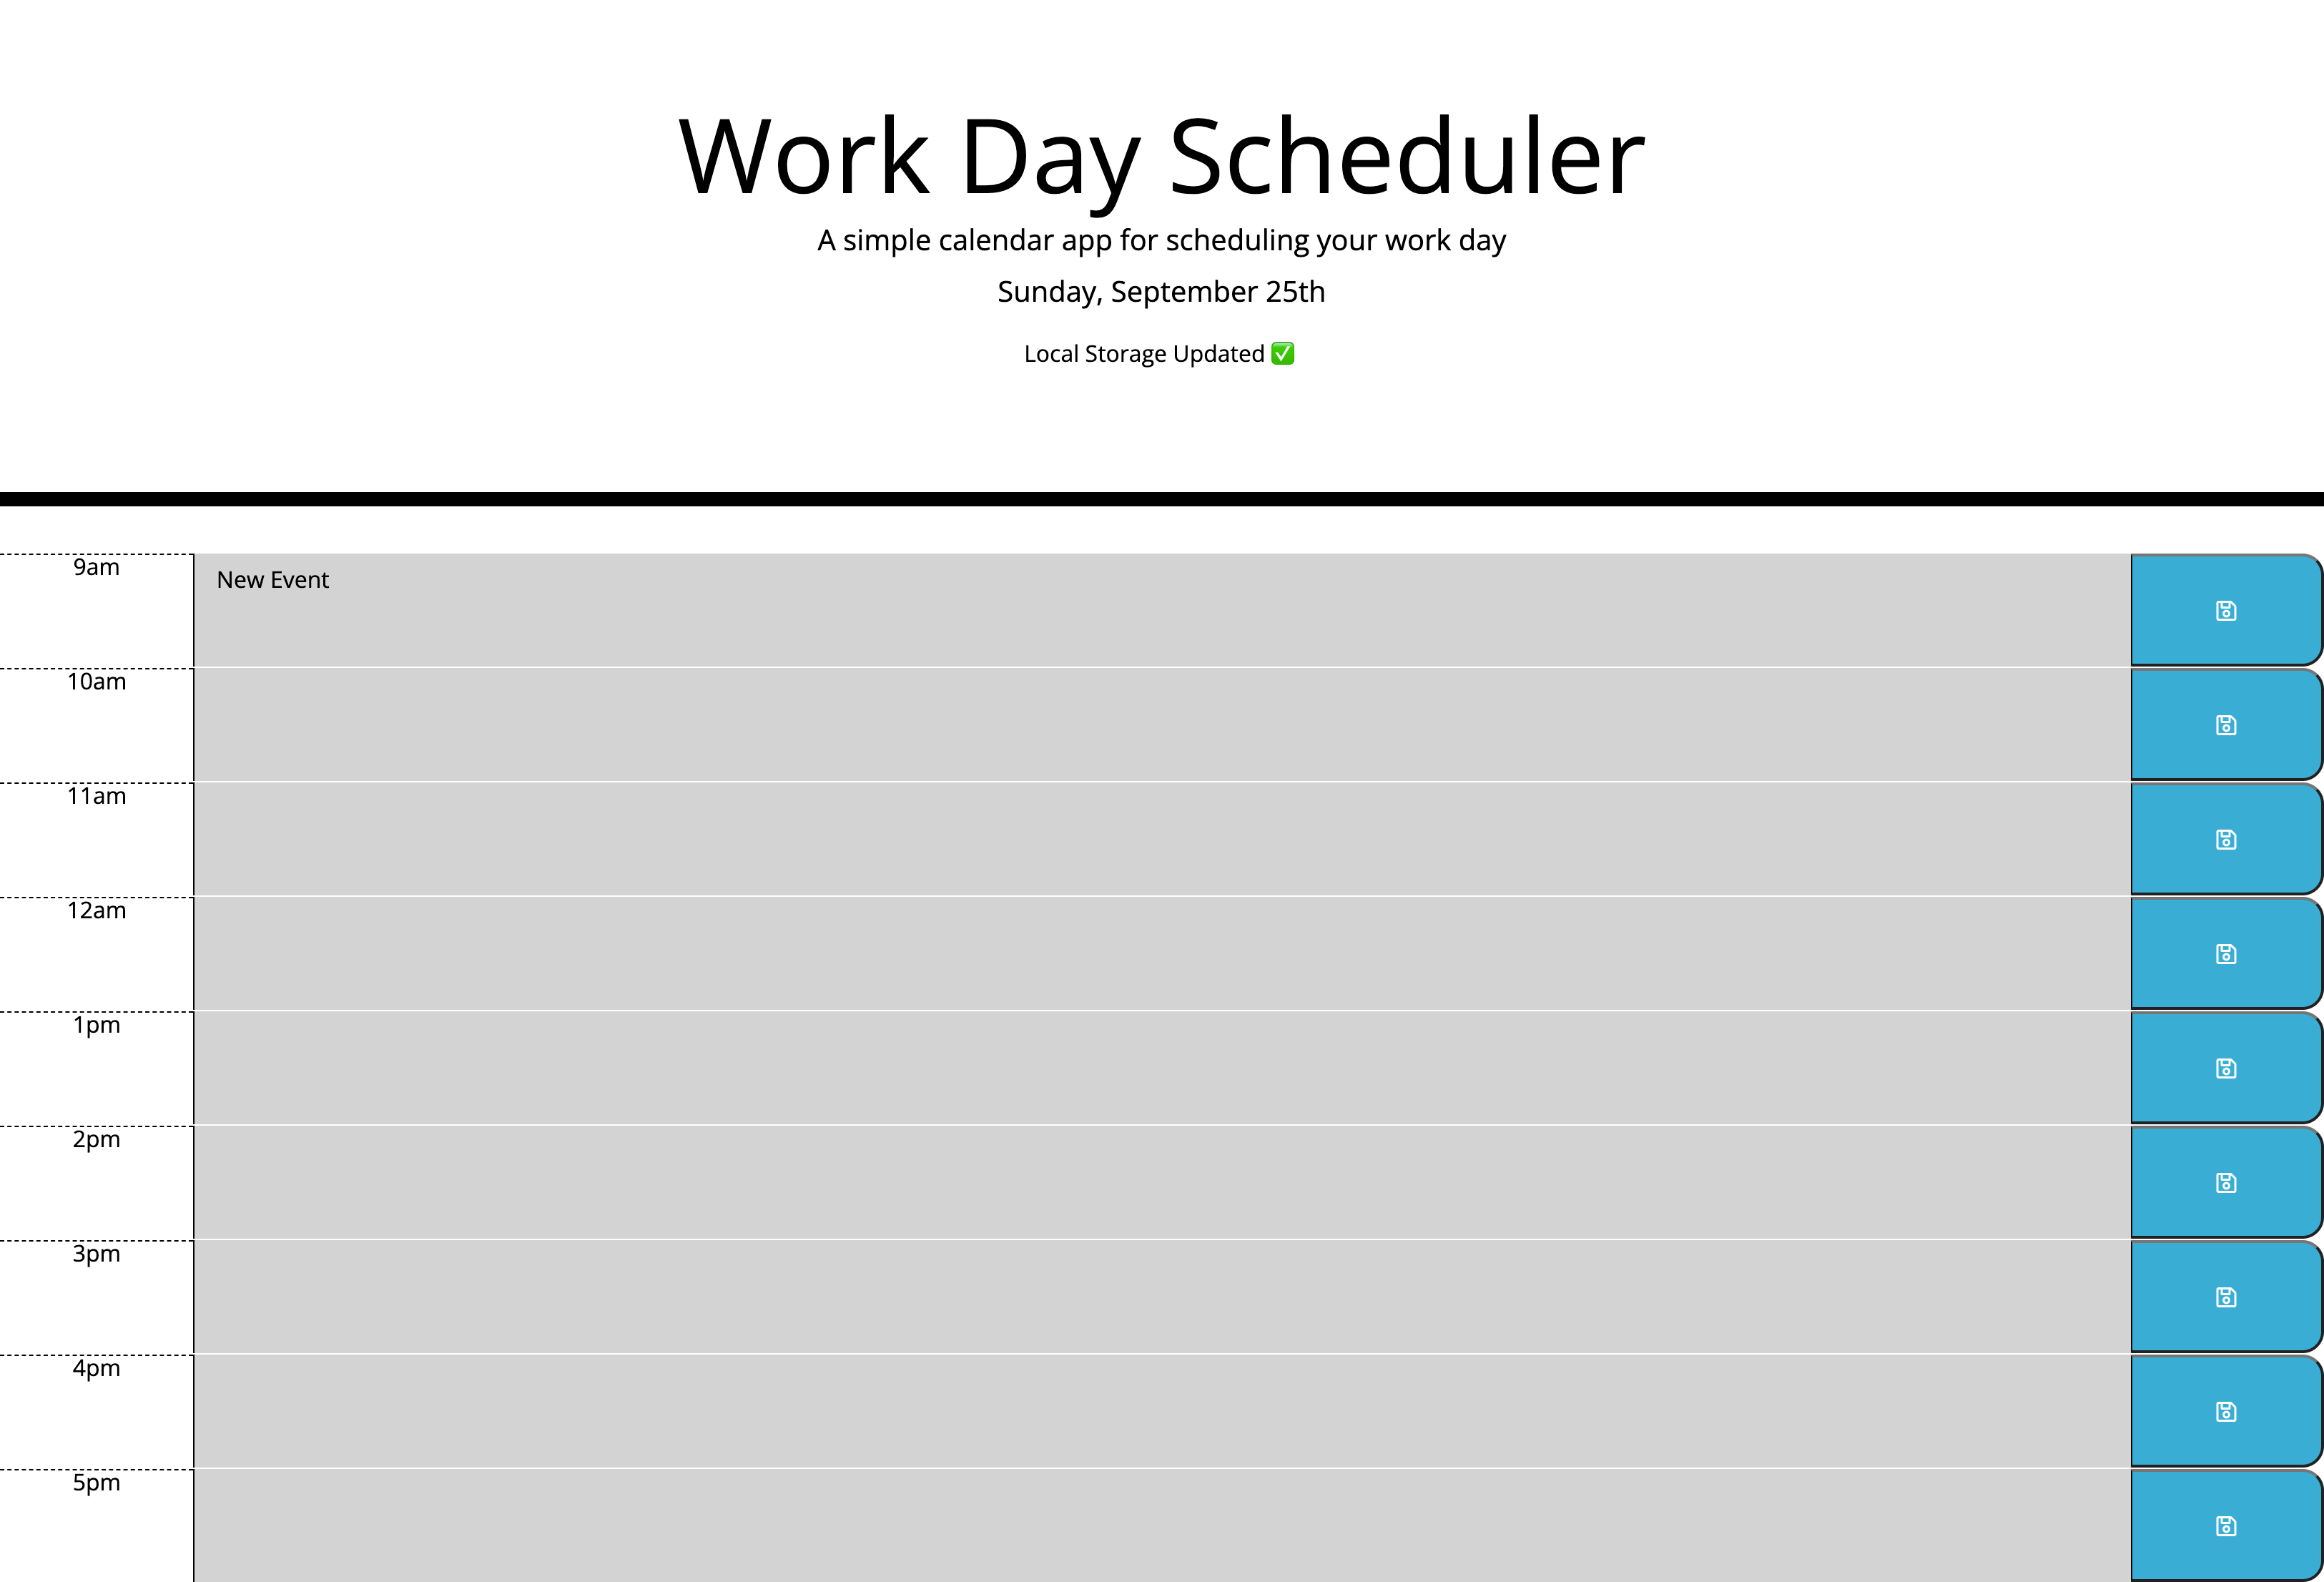 Work Day Scheduler
A simple calendar app for scheduling your work day
Sunday, September 25th
Local Storage Updated ✅
9am
New Event
10am
11am
12am
1pm
2pm
3pm
4pm
5pm